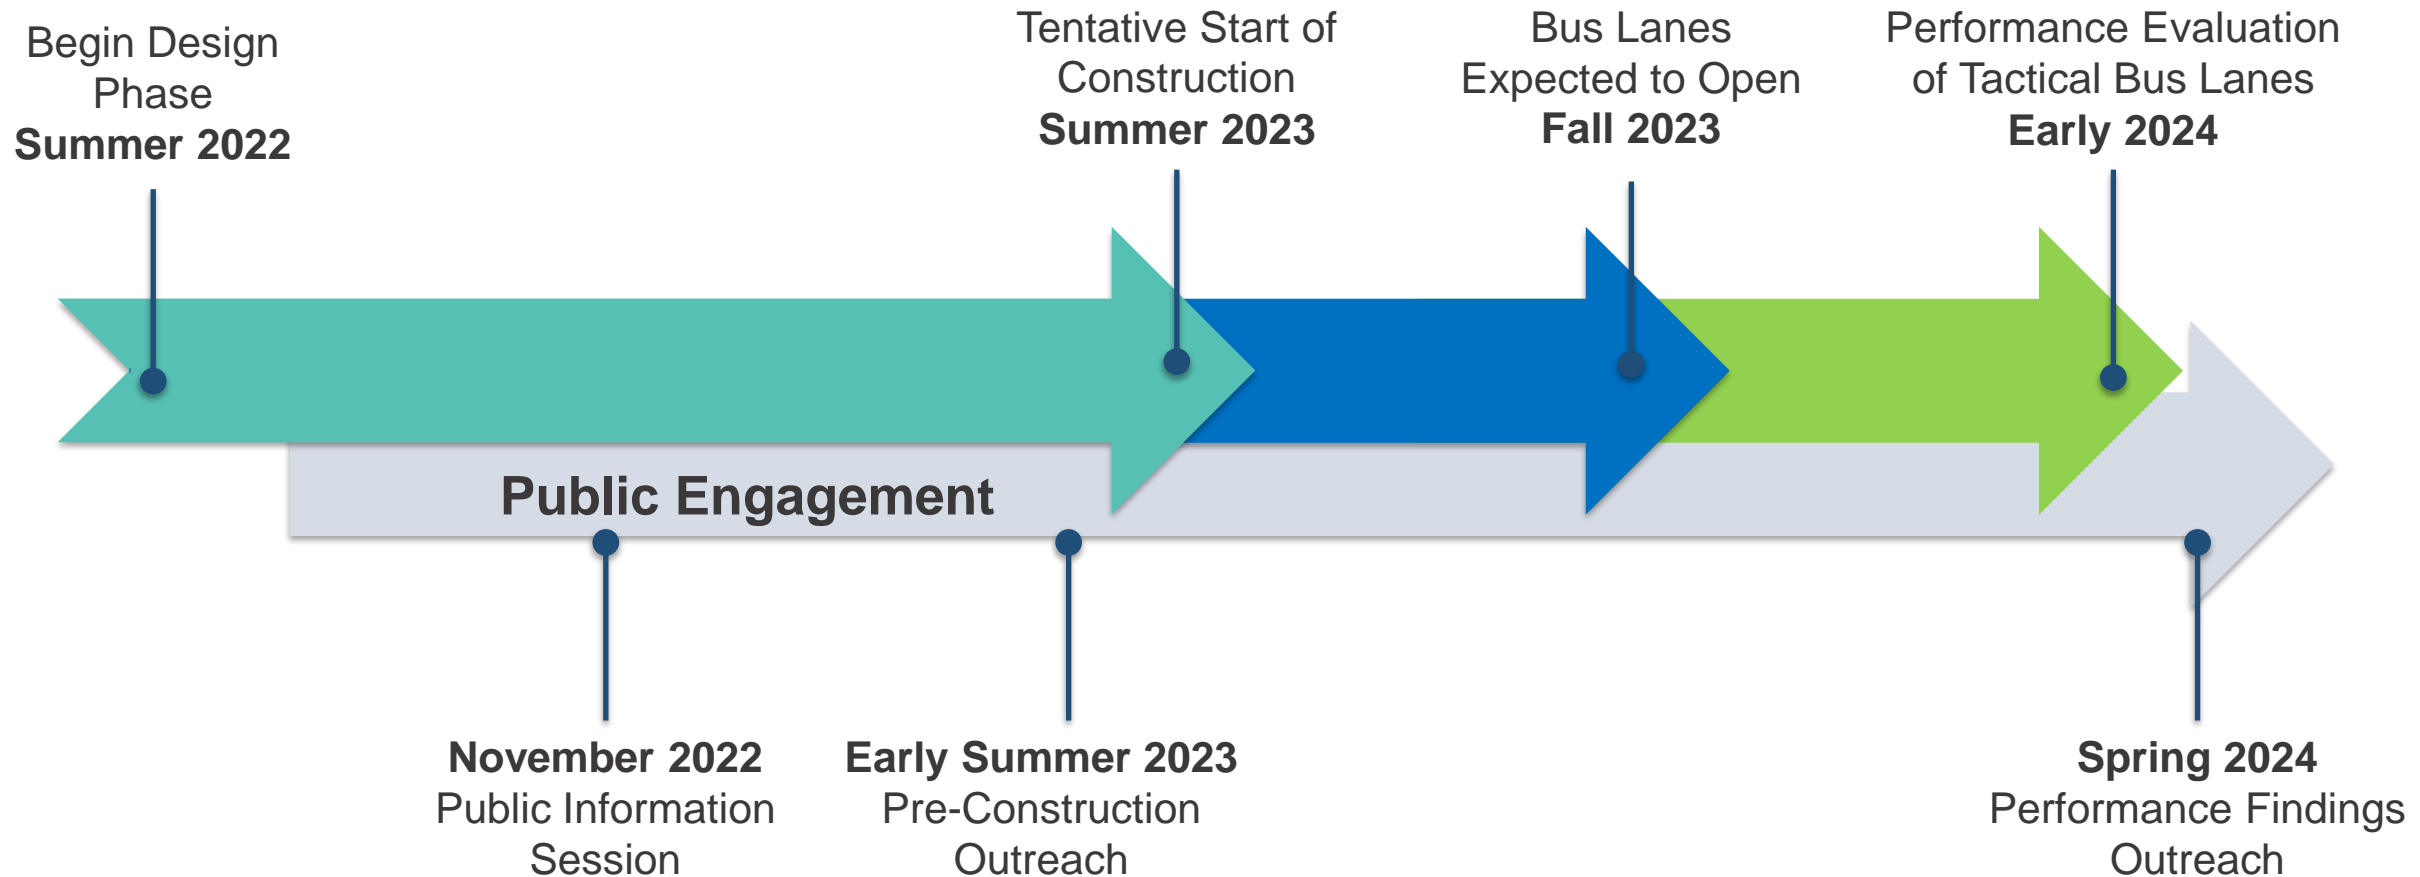 Begin Design
Phase
Summer 2022
Tentative Start of
Construction
Summer 2023
Bus Lanes
Expected to Open
Fall 2023
Performance Evaluation
of Tactical Bus Lanes
Early 2024
Public Engagement
November 2022
Public Information
Session
Early Summer 2023
Pre-Construction
Outreach
Spring 2024
Performance Findings
Outreach